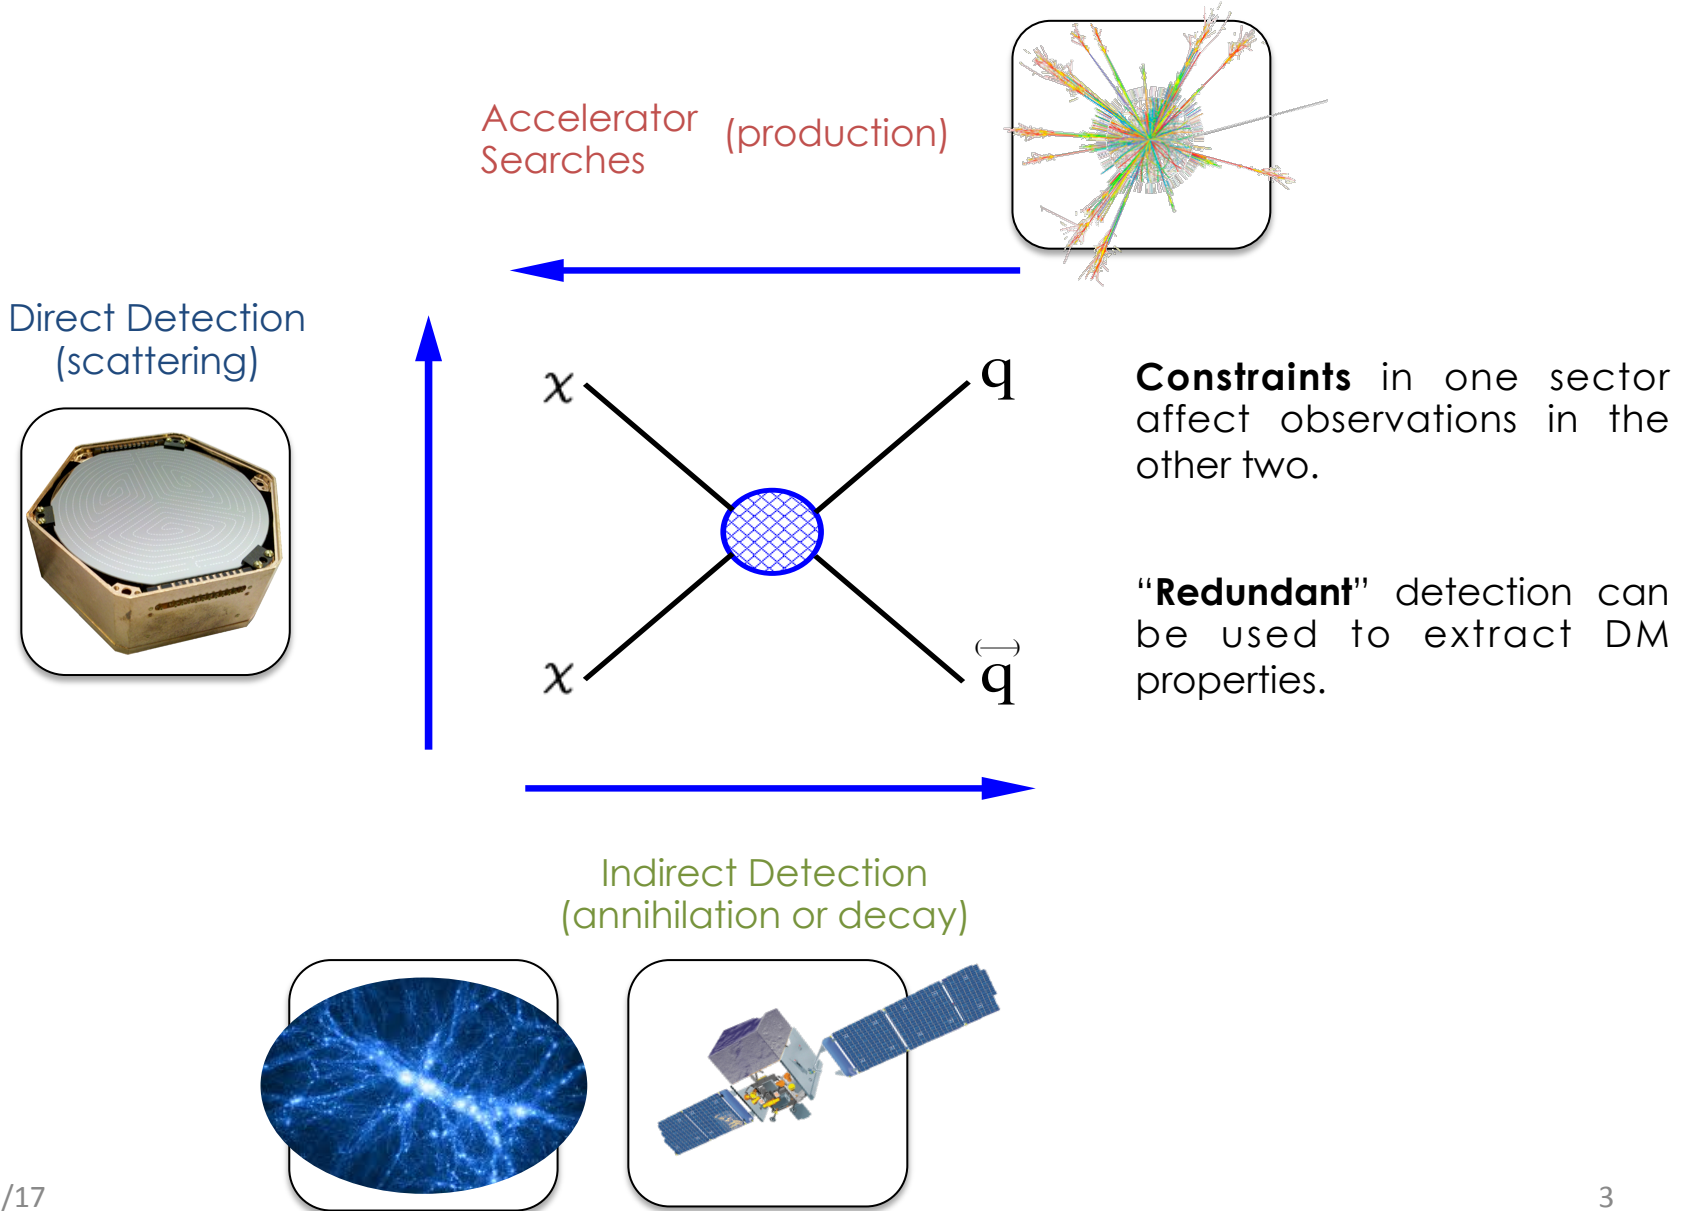 Accelerator (production)
Searches
Direct Detection
(scattering)
χ
q
Constraints in one sector
affect observations in the
other two.
“Redundant” detection can
be used to extract DM
properties.
χ
(q̅)
Indirect Detection
(annihilation or decay)
/17
3